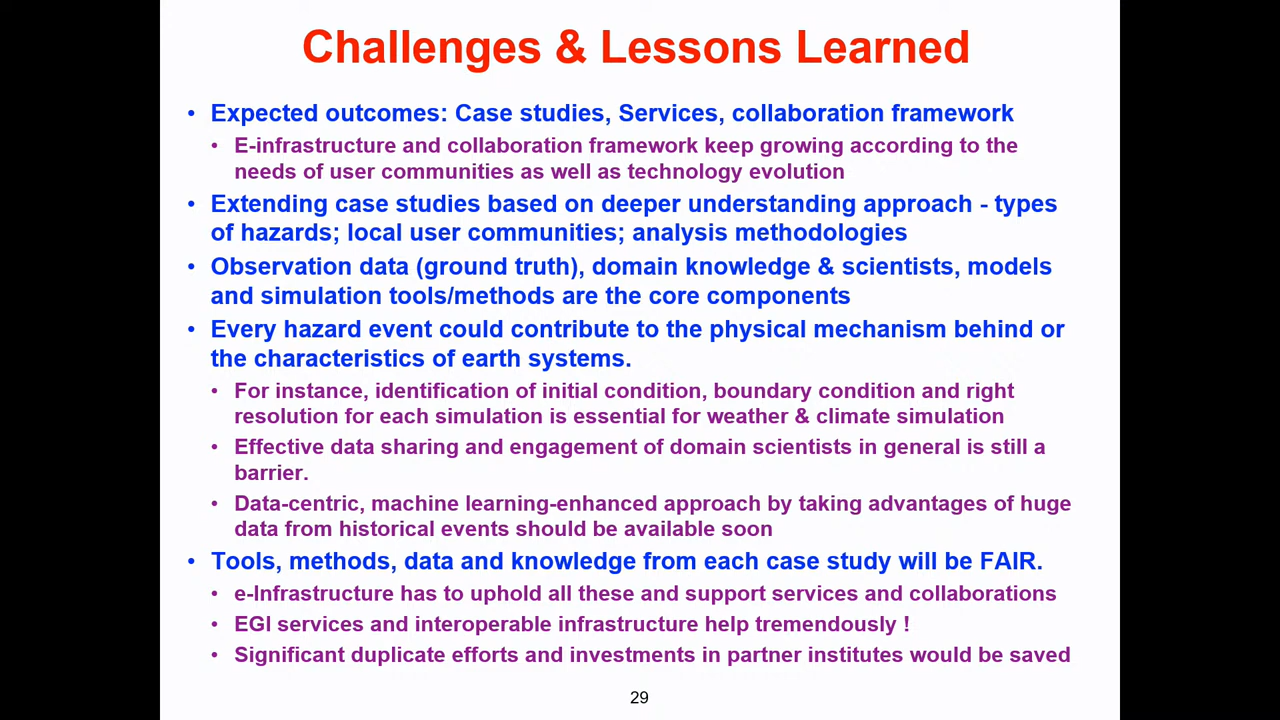 Challenges & Lessons Learned
• Expected outcomes: Case studies, Services, collaboration framework
• E-infrastructure and collaboration framework keep growing according to the
needs of user communities as well as technology evolution
• Extending case studies based on deeper understanding approach - types
of hazards; local user communities; analysis methodologies
• Observation data (ground truth), domain knowledge & scientists, models
and simulation tools/methods are the core components
• Every hazard event could contribute to the physical mechanism behind or
the characteristics of earth systems.
• For instance, identification of initial condition, boundary condition and right
resolution for each simulation is essential for weather & climate simulation
• Effective data sharing and engagement of domain scientists in general is still a
barrier.
• Data-centric, machine learning-enhanced approach by taking advantages of huge
data from historical events should be available soon
• Tools, methods, data and knowledge from each case study will be FAIR.
• e-Infrastructure has to uphold all these and support services and collaborations
• EGI services and interoperable infrastructure help tremendously !
• Significant duplicate efforts and investments in partner institutes would be saved
29